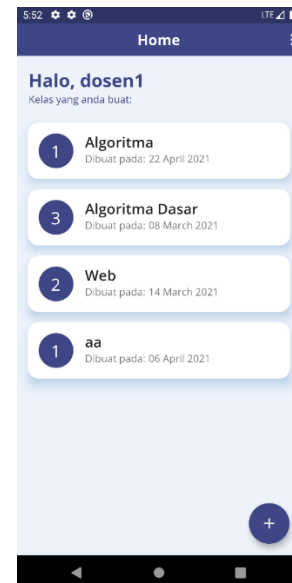 5:52 LTE
Home
Halo, dosen1
Kelas yang anda buat:
1 Algoritma
Dibuat pada: 22 April 2021
3 Algoritma Dasar
Dibuat pada: 08 March 2021
2 Web
Dibuat pada: 14 March 2021
1 aa
Dibuat pada: 06 April 2021
+